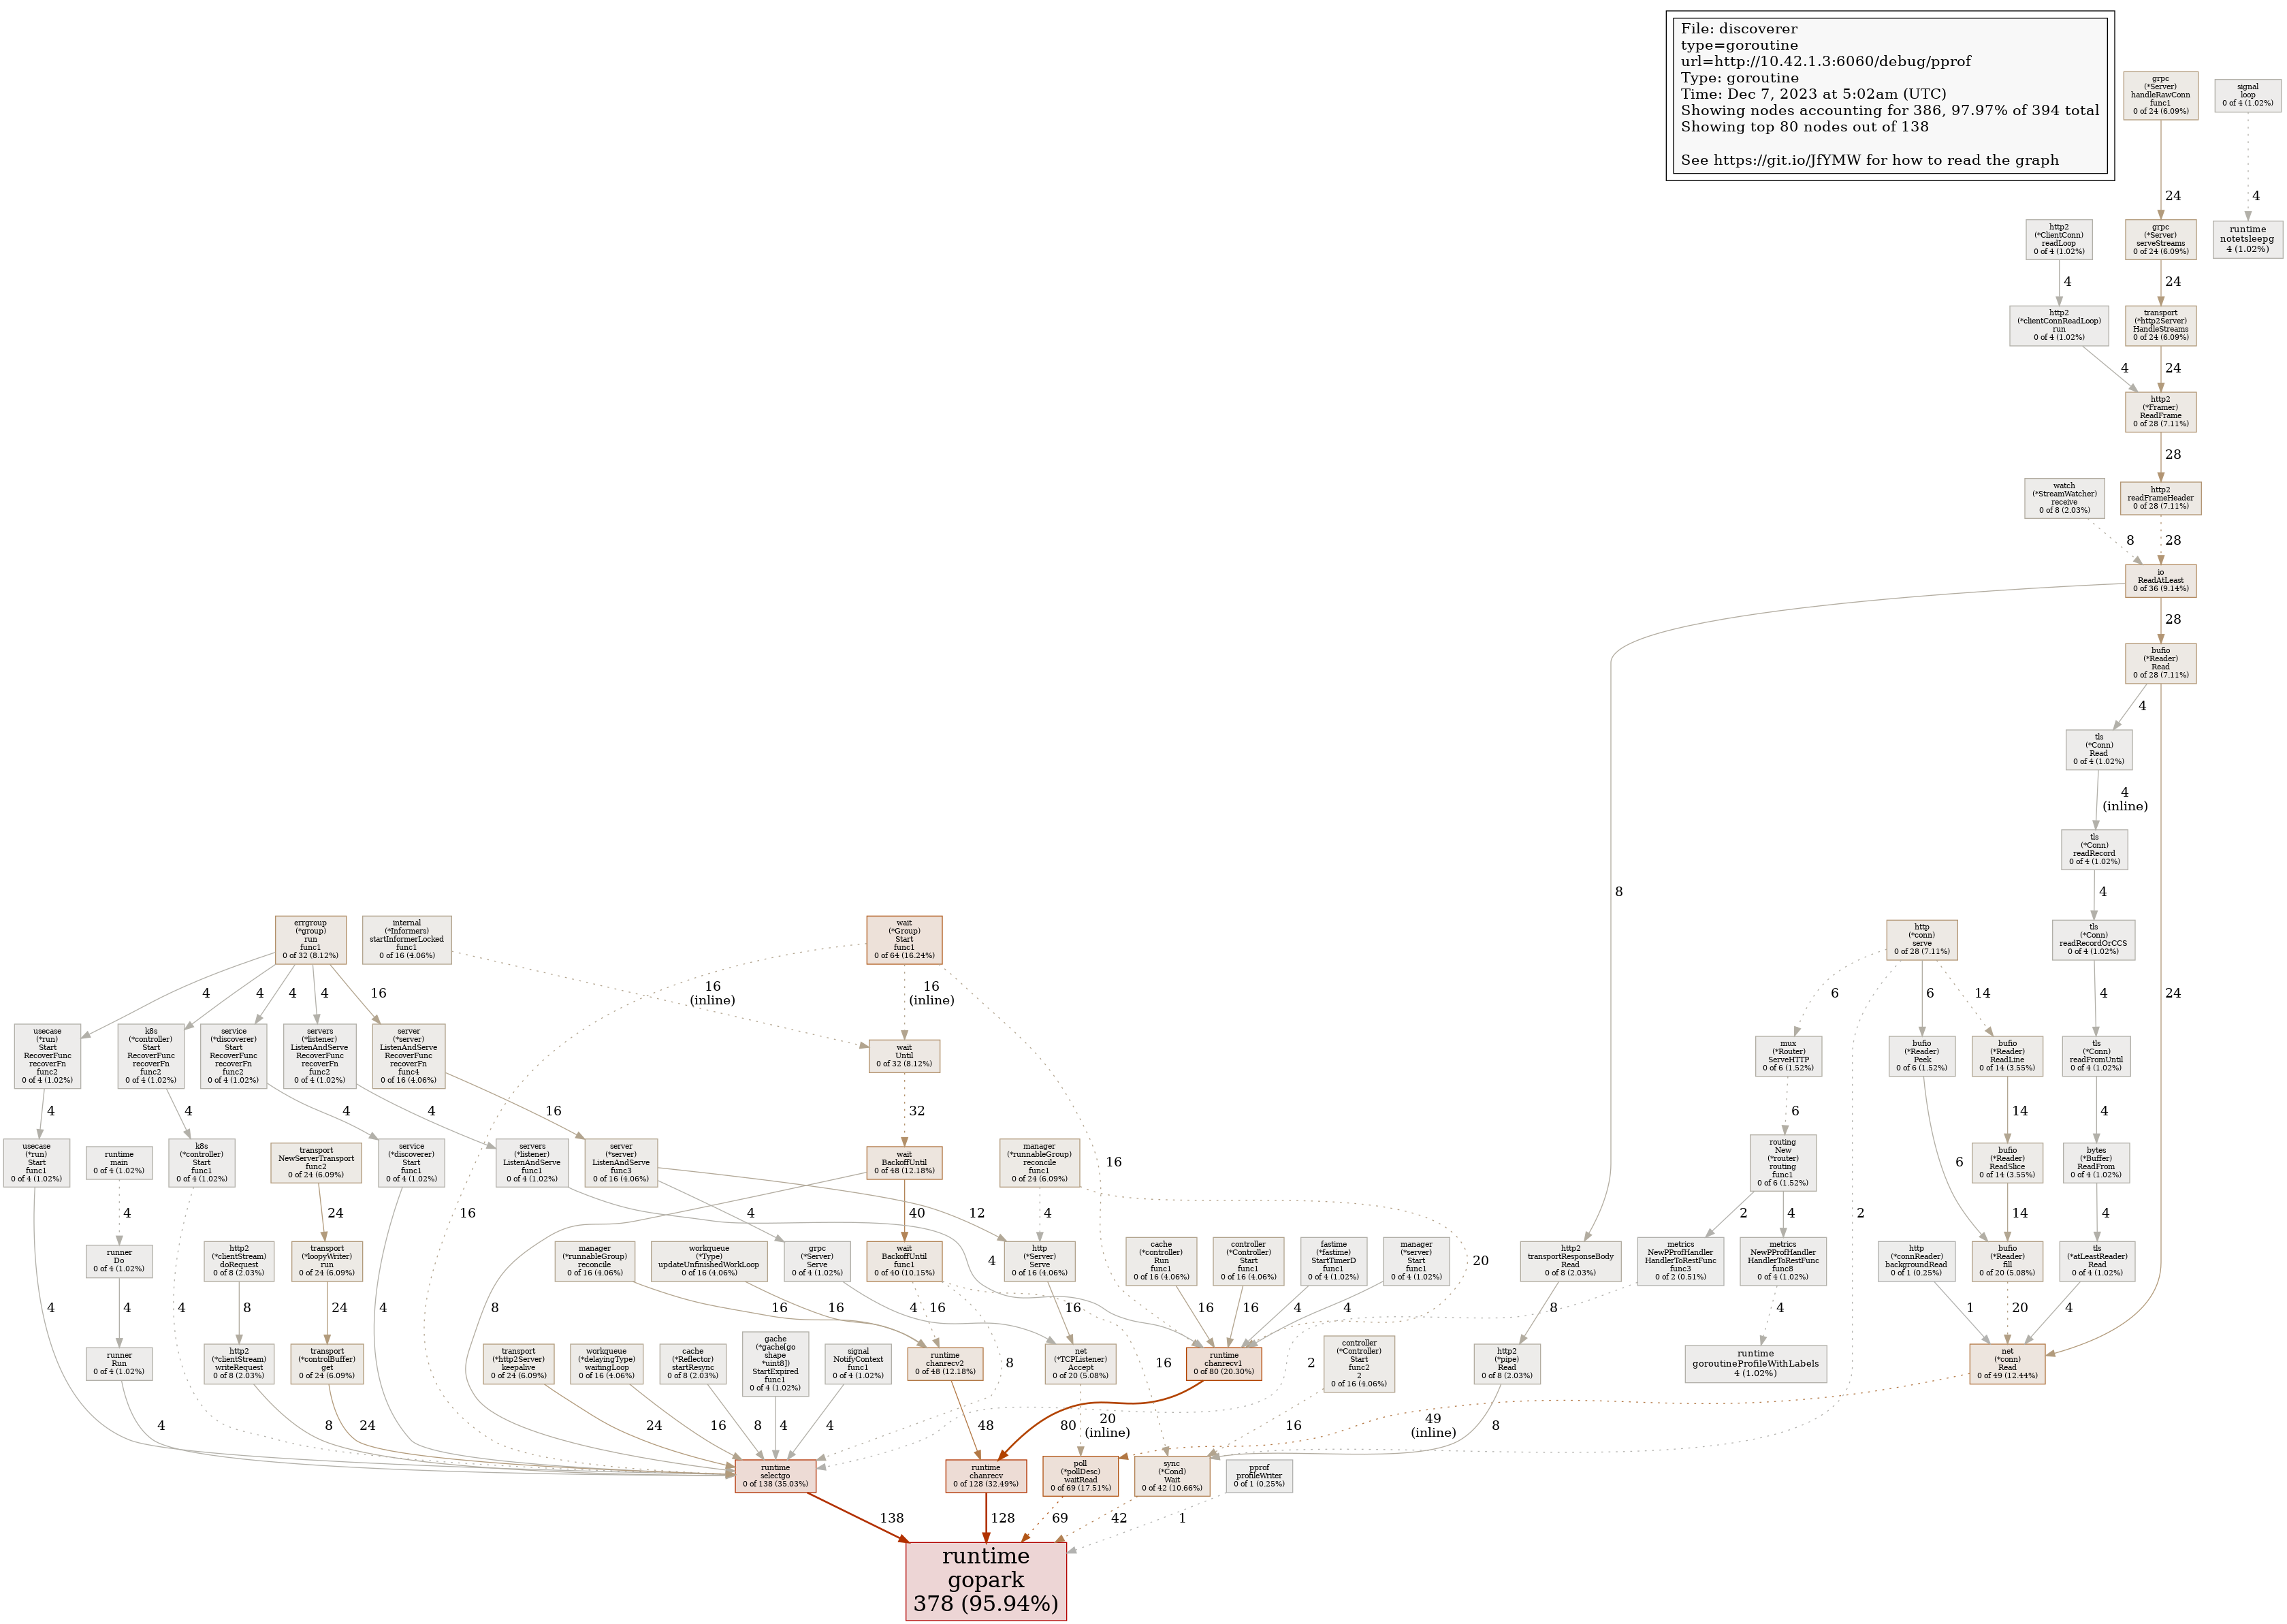 File: discoverer
type=goroutine
url=http://10.42.1.3:6060/debug/pprof
Type: goroutine
Time: Dec 7, 2023 at 5:02am (UTC)
Showing nodes accounting for 386, 97.97% of 394 total
Showing top 80 nodes out of 138
See https://git.io/JfYMW for how to read the graph
grpc
(*Server)
handleRawConn
func1
0 of 24 (6.09%)
signal
loop
0 of 4 (1.02%)
24
4
http2
(*ClientConn)
readLoop
0 of 4 (1.02%)
grpc
(*Server)
serveStreams
0 of 24 (6.09%)
runtime
notetsleepg
4 (1.02%)
4
24
http2
(*clientConnReadLoop)
run
0 of 4 (1.02%)
transport
(*http2Server)
HandleStreams
0 of 24 (6.09%)
4
24
http2
(*Framer)
ReadFrame
0 of 28 (7.11%)
28
watch
(*StreamWatcher)
receive
0 of 8 (2.03%)
http2
readFrameHeader
0 of 28 (7.11%)
8
28
io
ReadAtLeast
0 of 36 (9.14%)
28
bufio
(*Reader)
Read
0 of 28 (7.11%)
4
tls
(*Conn)
Read
0 of 4 (1.02%)
4
(inline)
tls
(*Conn)
readRecord
0 of 4 (1.02%)
8
4
errgroup
(*group)
run
func1
0 of 32 (8.12%)
internal
(*Informers)
startInformerLocked
func1
0 of 16 (4.06%)
wait
(*Group)
Start
func1
0 of 64 (16.24%)
http
(*conn)
serve
0 of 28 (7.11%)
tls
(*Conn)
readRecordOrCCS
0 of 4 (1.02%)
4
4
4
4
16
16
(inline)
16
(inline)
6
6
14
4
24
usecase
(*run)
Start
RecoverFunc
recoverFn
func2
0 of 4 (1.02%)
k8s
(*controller)
Start
RecoverFunc
recoverFn
func2
0 of 4 (1.02%)
service
(*discoverer)
Start
RecoverFunc
recoverFn
func2
0 of 4 (1.02%)
servers
(*listener)
ListenAndServe
RecoverFunc
recoverFn
func2
0 of 4 (1.02%)
server
(*server)
ListenAndServe
RecoverFunc
recoverFn
func4
0 of 16 (4.06%)
wait
Until
0 of 32 (8.12%)
mux
(*Router)
ServeHTTP
0 of 6 (1.52%)
bufio
(*Reader)
Peek
0 of 6 (1.52%)
bufio
(*Reader)
ReadLine
0 of 14 (3.55%)
tls
(*Conn)
readFromUntil
0 of 4 (1.02%)
4
4
4
4
16
32
6
14
4
usecase
(*run)
Start
func1
0 of 4 (1.02%)
runtime
main
0 of 4 (1.02%)
k8s
(*controller)
Start
func1
0 of 4 (1.02%)
transport
NewServerTransport
func2
0 of 24 (6.09%)
service
(*discoverer)
Start
func1
0 of 4 (1.02%)
servers
(*listener)
ListenAndServe
func1
0 of 4 (1.02%)
server
(*server)
ListenAndServe
func3
0 of 16 (4.06%)
wait
BackoffUntil
0 of 48 (12.18%)
manager
(*runnableGroup)
reconcile
func1
0 of 24 (6.09%)
16
routing
New
(*router)
routing
func1
0 of 6 (1.52%)
6
bufio
(*Reader)
ReadSlice
0 of 14 (3.55%)
bytes
(*Buffer)
ReadFrom
0 of 4 (1.02%)
4
24
16
4
40
12
4
2
4
2
14
4
runner
Do
0 of 4 (1.02%)
http2
(*clientStream)
doRequest
0 of 8 (2.03%)
transport
(*loopyWriter)
run
0 of 24 (6.09%)
manager
(*runnableGroup)
reconcile
0 of 16 (4.06%)
workqueue
(*Type)
updateUnfinishedWorkLoop
0 of 16 (4.06%)
grpc
(*Server)
Serve
0 of 4 (1.02%)
wait
BackoffUntil
func1
0 of 40 (10.15%)
http
(*Server)
Serve
0 of 16 (4.06%)
4
cache
(*controller)
Run
func1
0 of 16 (4.06%)
controller
(*Controller)
Start
func1
0 of 16 (4.06%)
fastime
(*fastime)
StartTimerD
func1
0 of 4 (1.02%)
manager
(*server)
Start
func1
0 of 4 (1.02%)
20
http2
transportResponseBody
Read
0 of 8 (2.03%)
metrics
NewPProfHandler
HandlerToRestFunc
func3
0 of 2 (0.51%)
metrics
NewPProfHandler
HandlerToRestFunc
func8
0 of 4 (1.02%)
http
(*connReader)
backgroundRead
0 of 1 (0.25%)
bufio
(*Reader)
fill
0 of 20 (5.08%)
tls
(*atLeastReader)
Read
0 of 4 (1.02%)
4
4
4
8
24
4
8
16
16
4
16
16
16
16
4
4
8
4
1
20
4
runner
Run
0 of 4 (1.02%)
http2
(*clientStream)
writeRequest
0 of 8 (2.03%)
transport
(*controlBuffer)
get
0 of 24 (6.09%)
transport
(*http2Server)
keepalive
0 of 24 (6.09%)
workqueue
(*delayingType)
waitingLoop
0 of 16 (4.06%)
cache
(*Reflector)
startResync
0 of 8 (2.03%)
gache
(*gache[go
shape
*uint8])
StartExpired
func1
0 of 4 (1.02%)
signal
NotifyContext
func1
0 of 4 (1.02%)
runtime
chanrecv2
0 of 48 (12.18%)
8
net
(*TCPListener)
Accept
0 of 20 (5.08%)
16
runtime
chanrecv1
0 of 80 (20.30%)
2
controller
(*Controller)
Start
func2
2
0 of 16 (4.06%)
http2
(*pipe)
Read
0 of 8 (2.03%)
runtime
goroutineProfileWithLabels
4 (1.02%)
net
(*conn)
Read
0 of 49 (12.44%)
4
8
24
24
16
8
4
4
48
80
20
(inline)
16
49
(inline)
8
runtime
selectgo
0 of 138 (35.03%)
runtime
chanrecv
0 of 128 (32.49%)
poll
(*pollDesc)
waitRead
0 of 69 (17.51%)
sync
(*Cond)
Wait
0 of 42 (10.66%)
pprof
profileWriter
0 of 1 (0.25%)
138
128
69
42
1
runtime
gopark
378 (95.94%)